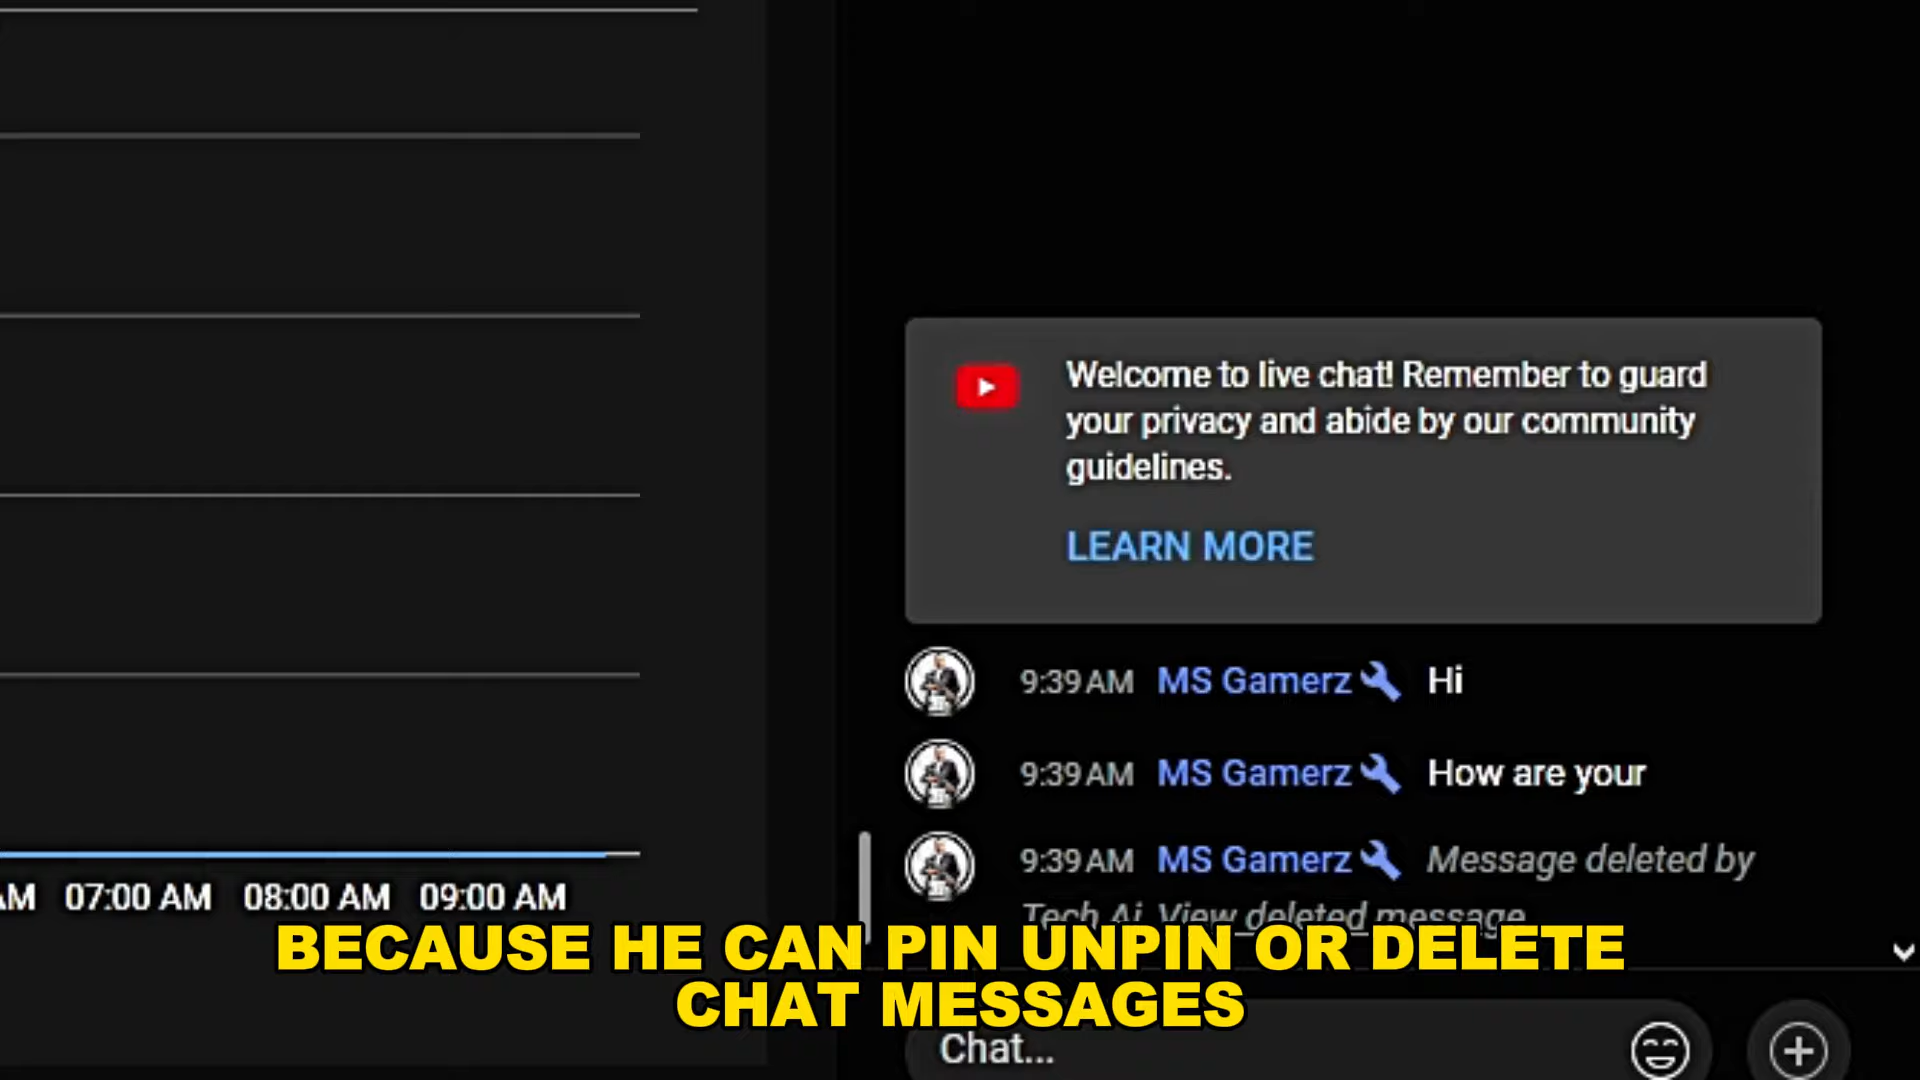 Welcome to live chat! Remember to guard
your privacy and abide by our community
guidelines.
LEARN MORE
9:39 AM MS Gamerz Hi
9:39 AM MS Gamerz How are your
9:39 AM MS Gamerz Message deleted by
Tech Ai. View deleted message
AM 07:00 AM 08:00 AM 09:00 AM
BECAUSE HE CAN PIN UNPIN OR DELETE
CHAT MESSAGES
Chat...